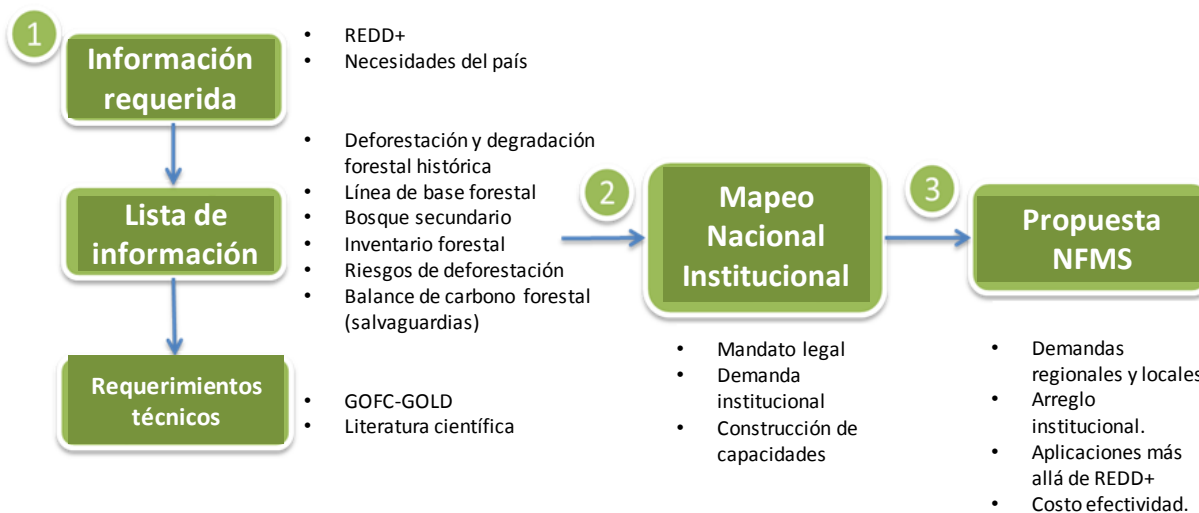 1
Información
requerida
• REDD+
• Necesidades del país
Lista de
información
• Deforestación y degradación
forestal histórica
• Línea de base forestal
• Bosque secundario
• Inventario forestal
• Riesgos de deforestación
• Balance de carbono forestal
(salvaguardias)
Requerimientos
técnicos
• GOFC-GOLD
• Literatura científica
2
Mapeo
Nacional
Institucional
• Mandato legal
• Demanda
institucional
• Construcción de
capacidades
3
Propuesta
NFMS
• Demandas
regionales y locales
• Arreglo
institucional.
• Aplicaciones más
allá de REDD+
• Costo efectividad.